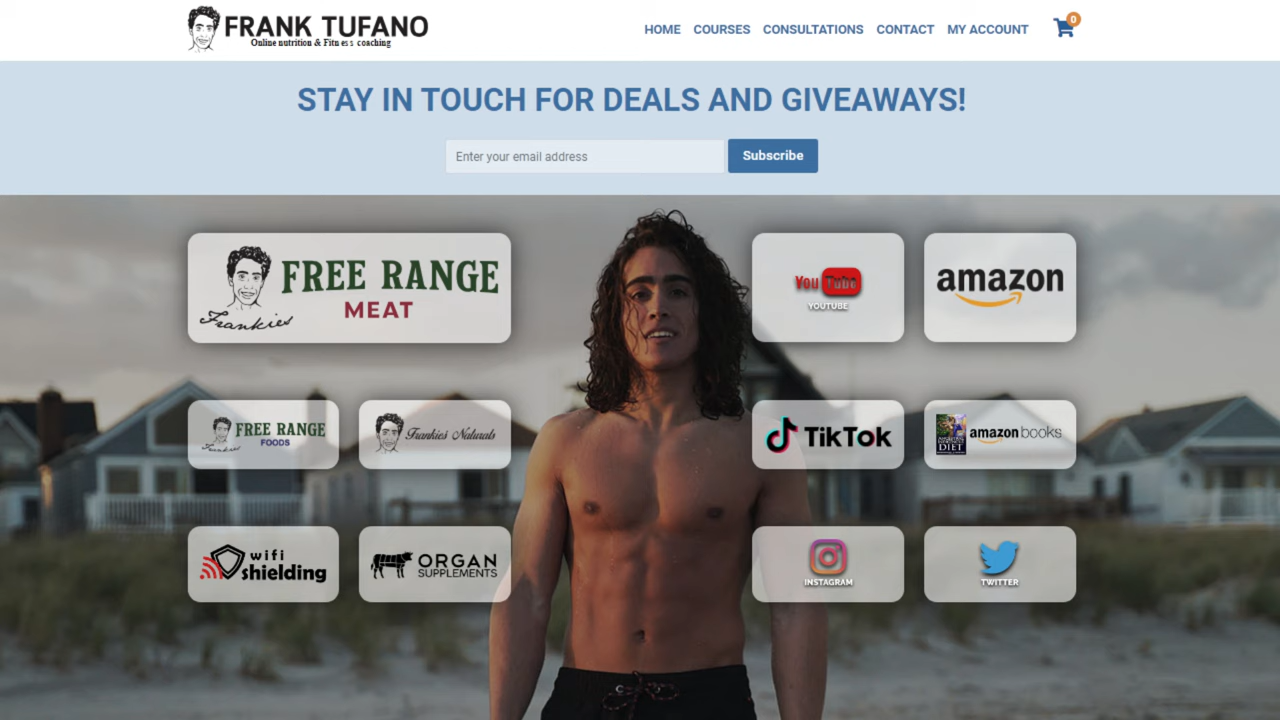 FRANK TUFANO
Online nutrition & Fitness coaching
HOME COURSES CONSULTATIONS CONTACT MY ACCOUNT
0
STAY IN TOUCH FOR DEALS AND GIVEAWAYS!
Enter your email address
Subscribe
FREE RANGE
MEAT
Frankies
YouTube
YOUTUBE
amazon
FREE RANGE
FOODS
Frankies
Frankies Naturals
TikTok
DIET
amazon books
wifi
shielding
ORGAN
SUPPLEMENTS
INSTAGRAM
TWITTER